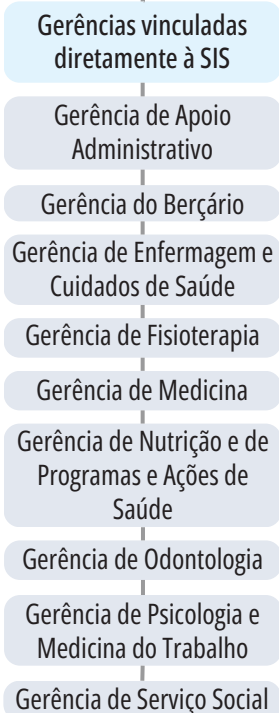 Gerências vinculadas
diretamente à SIS
Gerência de Apoio
Administrativo
Gerência do Berçário
Gerência de Enfermagem e
Cuidados de Saúde
Gerência de Fisioterapia
Gerência de Medicina
Gerência de Nutrição e de
Programas e Ações de
Saúde
Gerência de Odontologia
Gerência de Psicologia e
Medicina do Trabalho
Gerência de Serviço Social